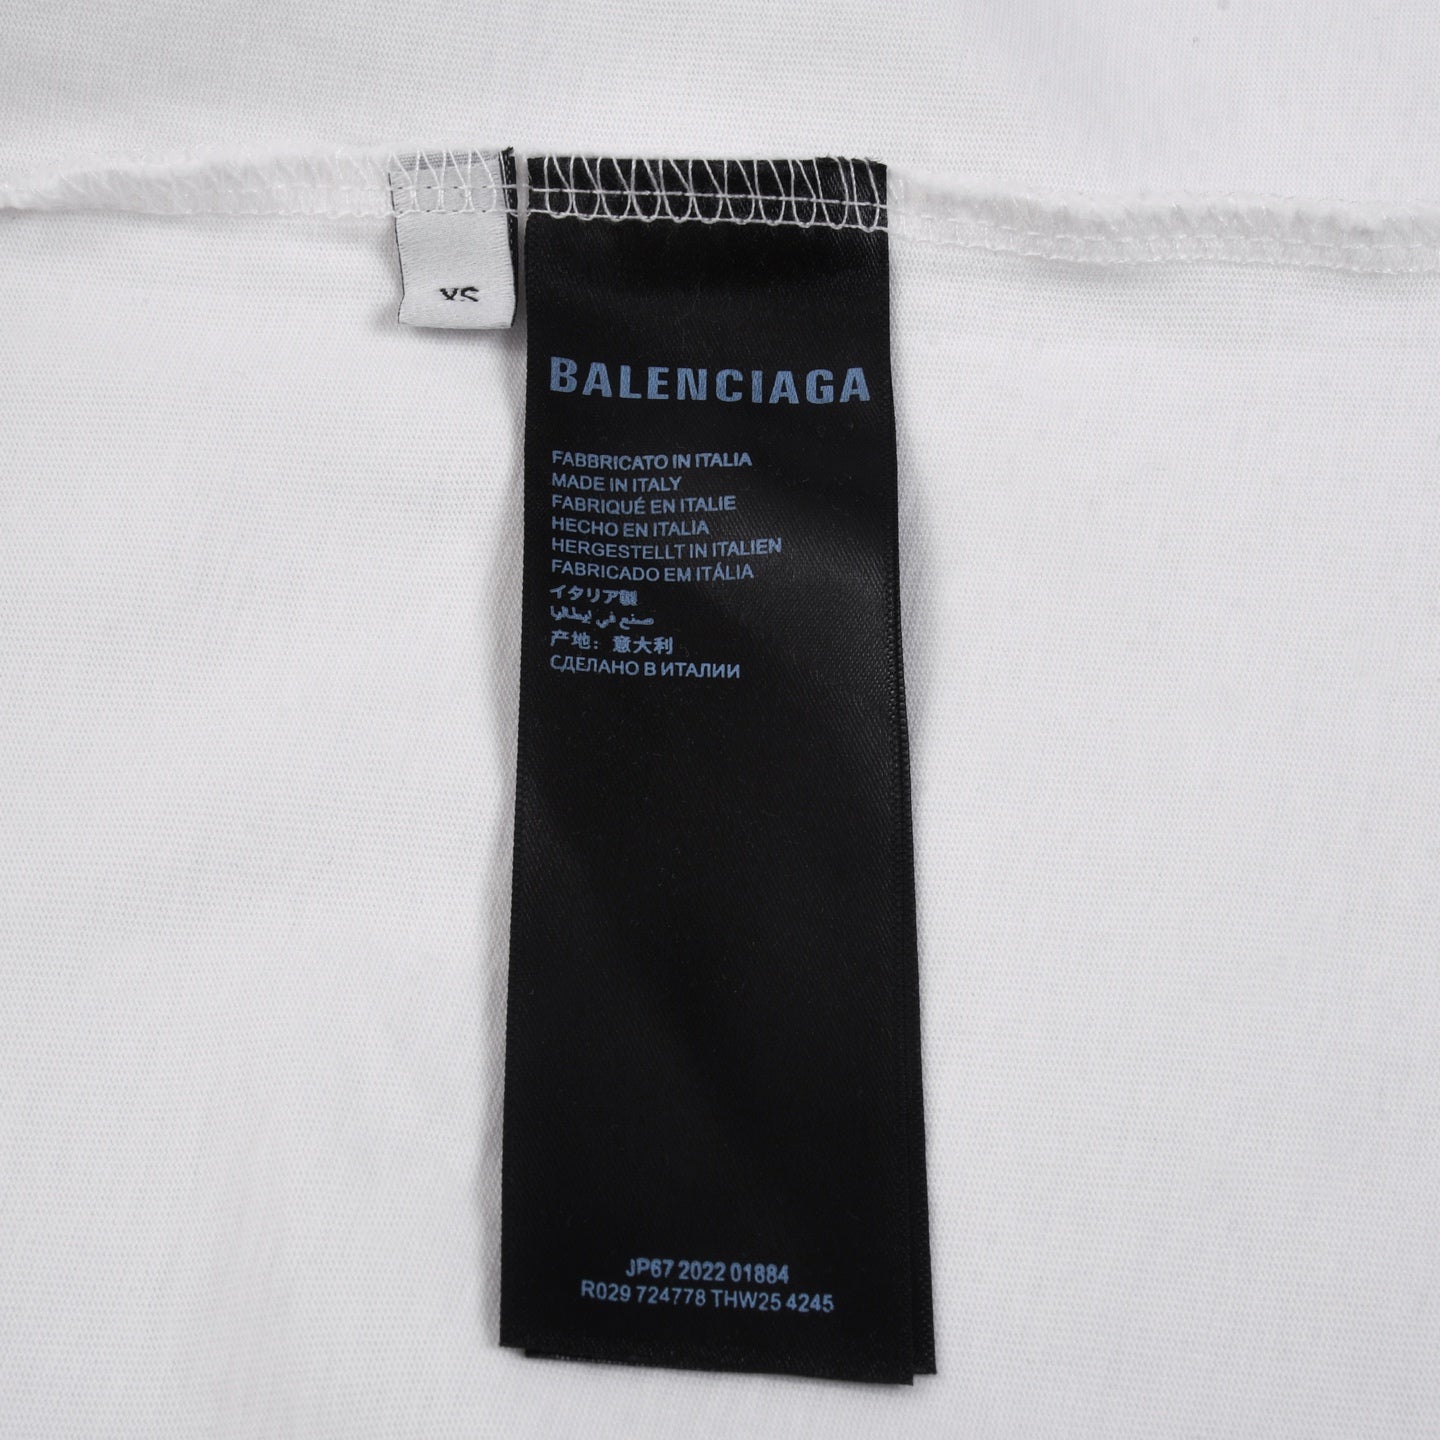 XS
BALENCIAGA
FABBRICATO IN ITALIA
MADE IN ITALY
FABRIQUÉ EN ITALIE
HECHO EN ITALIA
HERGESTELLT IN ITALIEN
FABRICADO EM ITÁLIA
イタリア製
صنع في إيطاليا
产地：意大利
СДЕЛАНО В ИТАЛИИ
JP67 2022 01884
R029 724778 THW25 4245